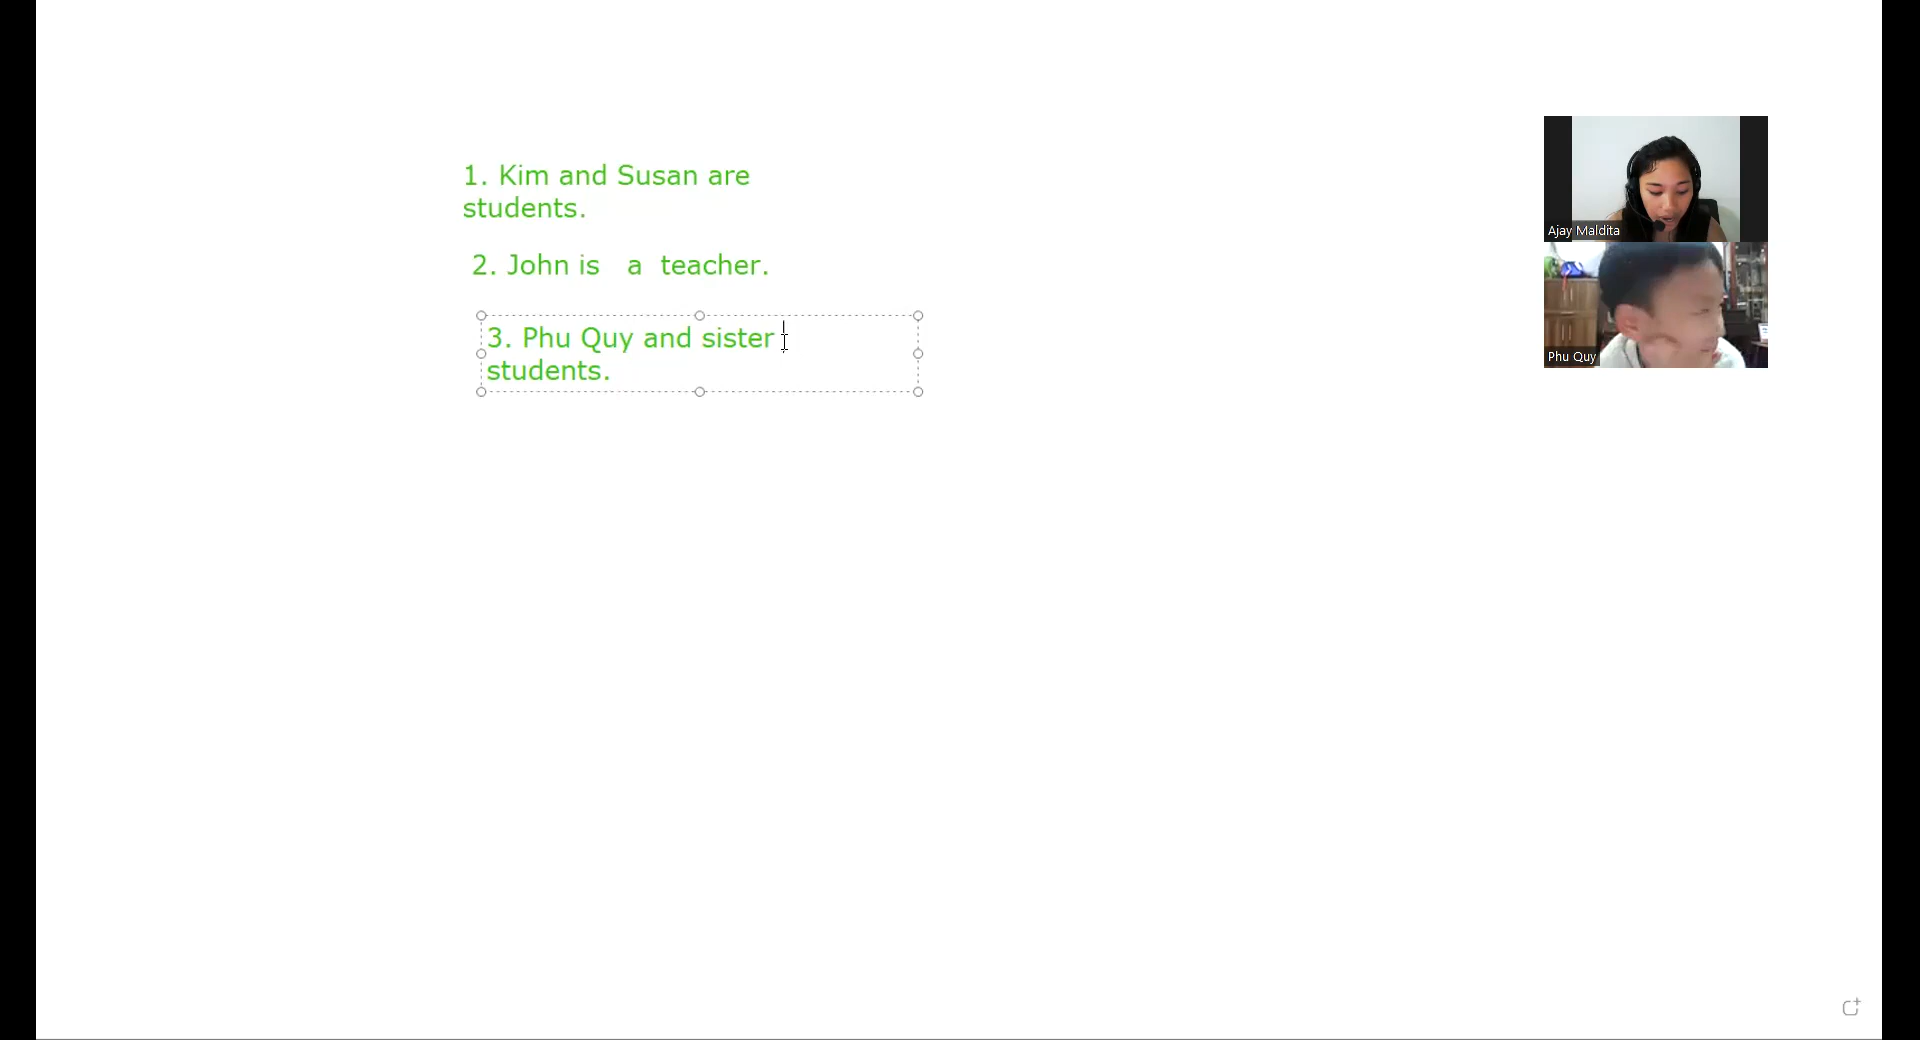 1. Kim and Susan are
students.
2. John is a teacher.
3. Phu Quy and sister
students.
Ajay Maldita
Phu Quy